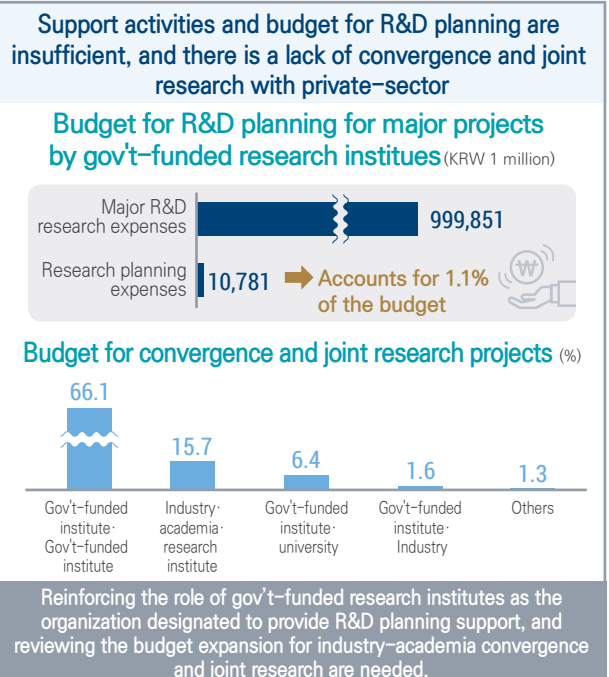 Support activities and budget for R&D planning are
insufficient, and there is a lack of convergence and joint
research with private-sector
Budget for R&D planning for major projects
by gov't-funded research institues (KRW 1 million)
Major R&D
research expenses
999,851
Research planning
expenses
10,781
Accounts for 1.1%
of the budget
₩
Budget for convergence and joint research projects (%)
66.1
15.7
6.4
1.6
1.3
Gov't-funded
institute·
Gov't-funded
institute
Industry·
academia·
research
institute
Gov't-funded
institute·
university
Gov't-funded
institute·
Industry
Others
Reinforcing the role of gov't-funded research institutes as the
organization designated to provide R&D planning support, and
reviewing the budget expansion for industry-academia convergence
and joint research are needed.